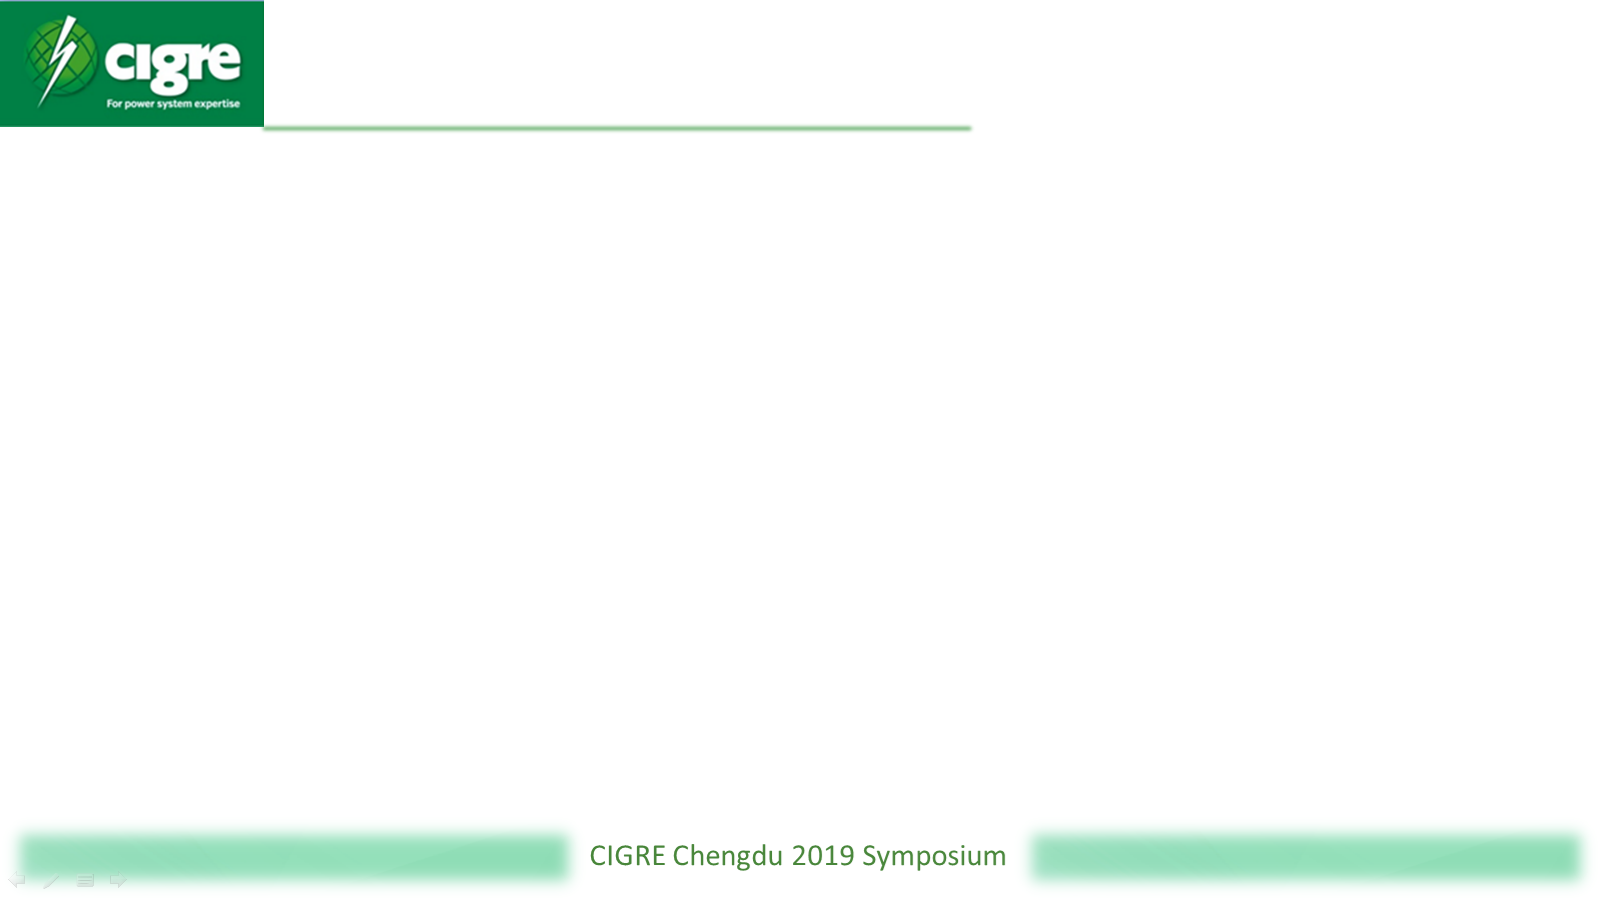 cigre
For power system expertise
CIGRE Chengdu 2019 Symposium